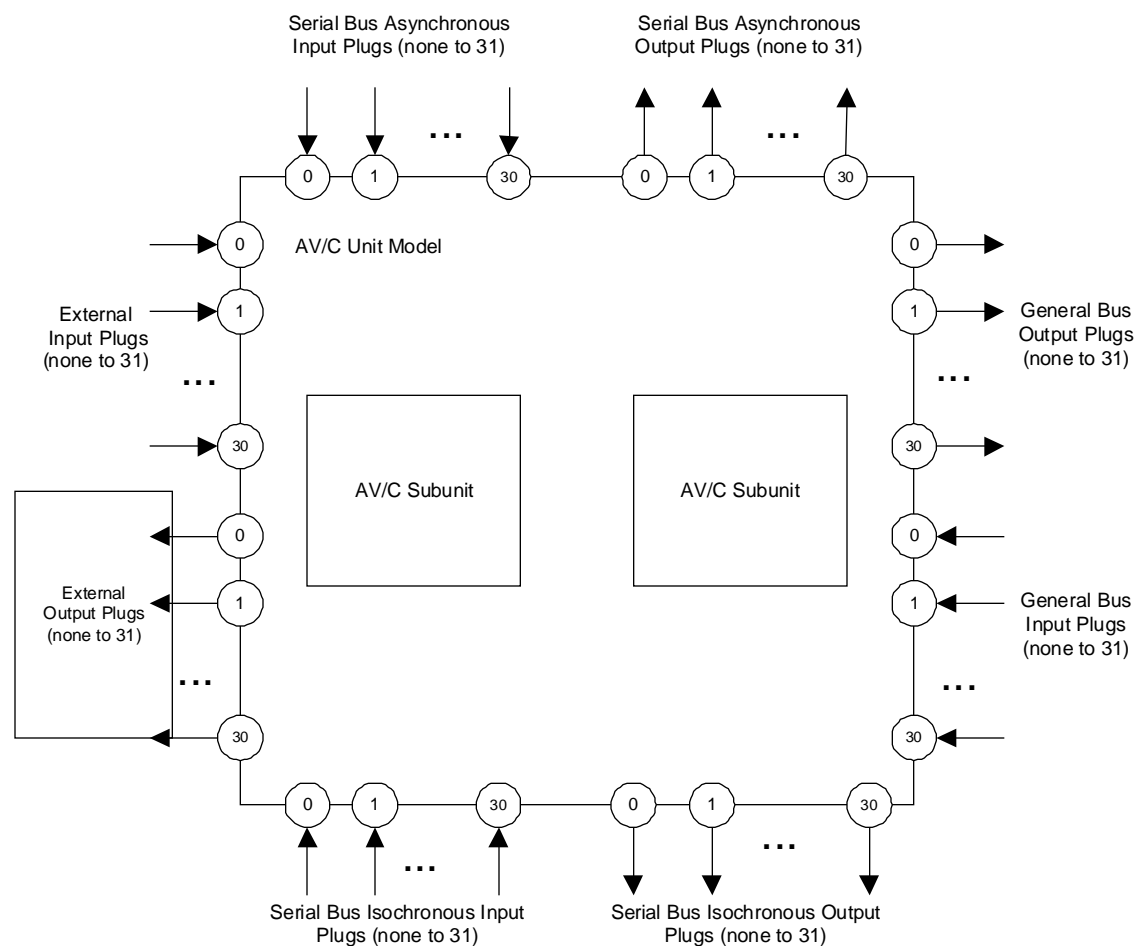 Serial Bus Asynchronous
Input Plugs (none to 31)
Serial Bus Asynchronous
Output Plugs (none to 31)
...
...
0
1
30
0
1
30
0
AV/C Unit Model
0
External
Input Plugs
(none to 31)
1
1
General Bus
Output Plugs
(none to 31)
...
...
30
30
AV/C Subunit
AV/C Subunit
0
0
External
Output Plugs
(none to 31)
1
1
General Bus
Input Plugs
(none to 31)
...
...
30
30
0
1
30
0
1
30
...
...
Serial Bus Isochronous Input
Plugs (none to 31)
Serial Bus Isochronous Output
Plugs (none to 31)